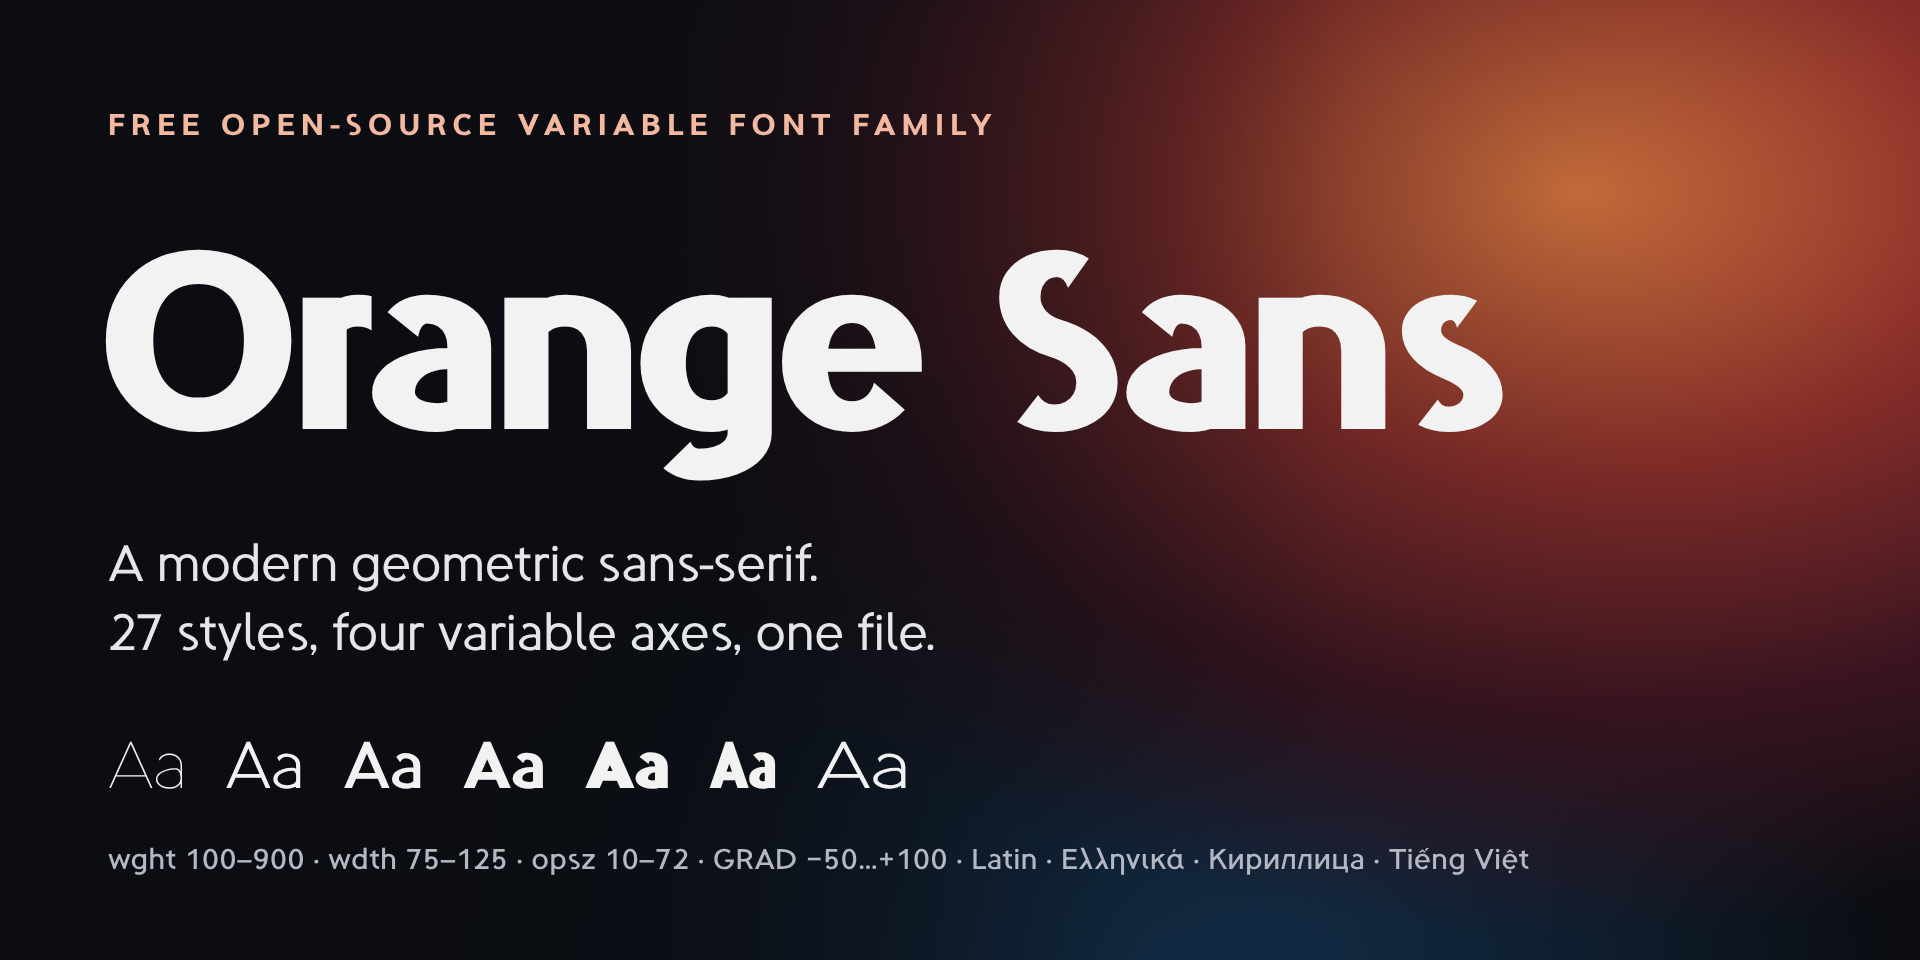 FREE OPEN-SOURCE VARIABLE FONT FAMILY
Orange Sans
A modern geometric sans-serif.
27 styles, four variable axes, one file.
Aa Aa Aa Aa Aa Aa Aa
wght 100–900 · wdth 75–125 · opsz 10–72 · GRAD −50…+100 · Latin · Ελληνικά · Кириллица · Tiếng Việt